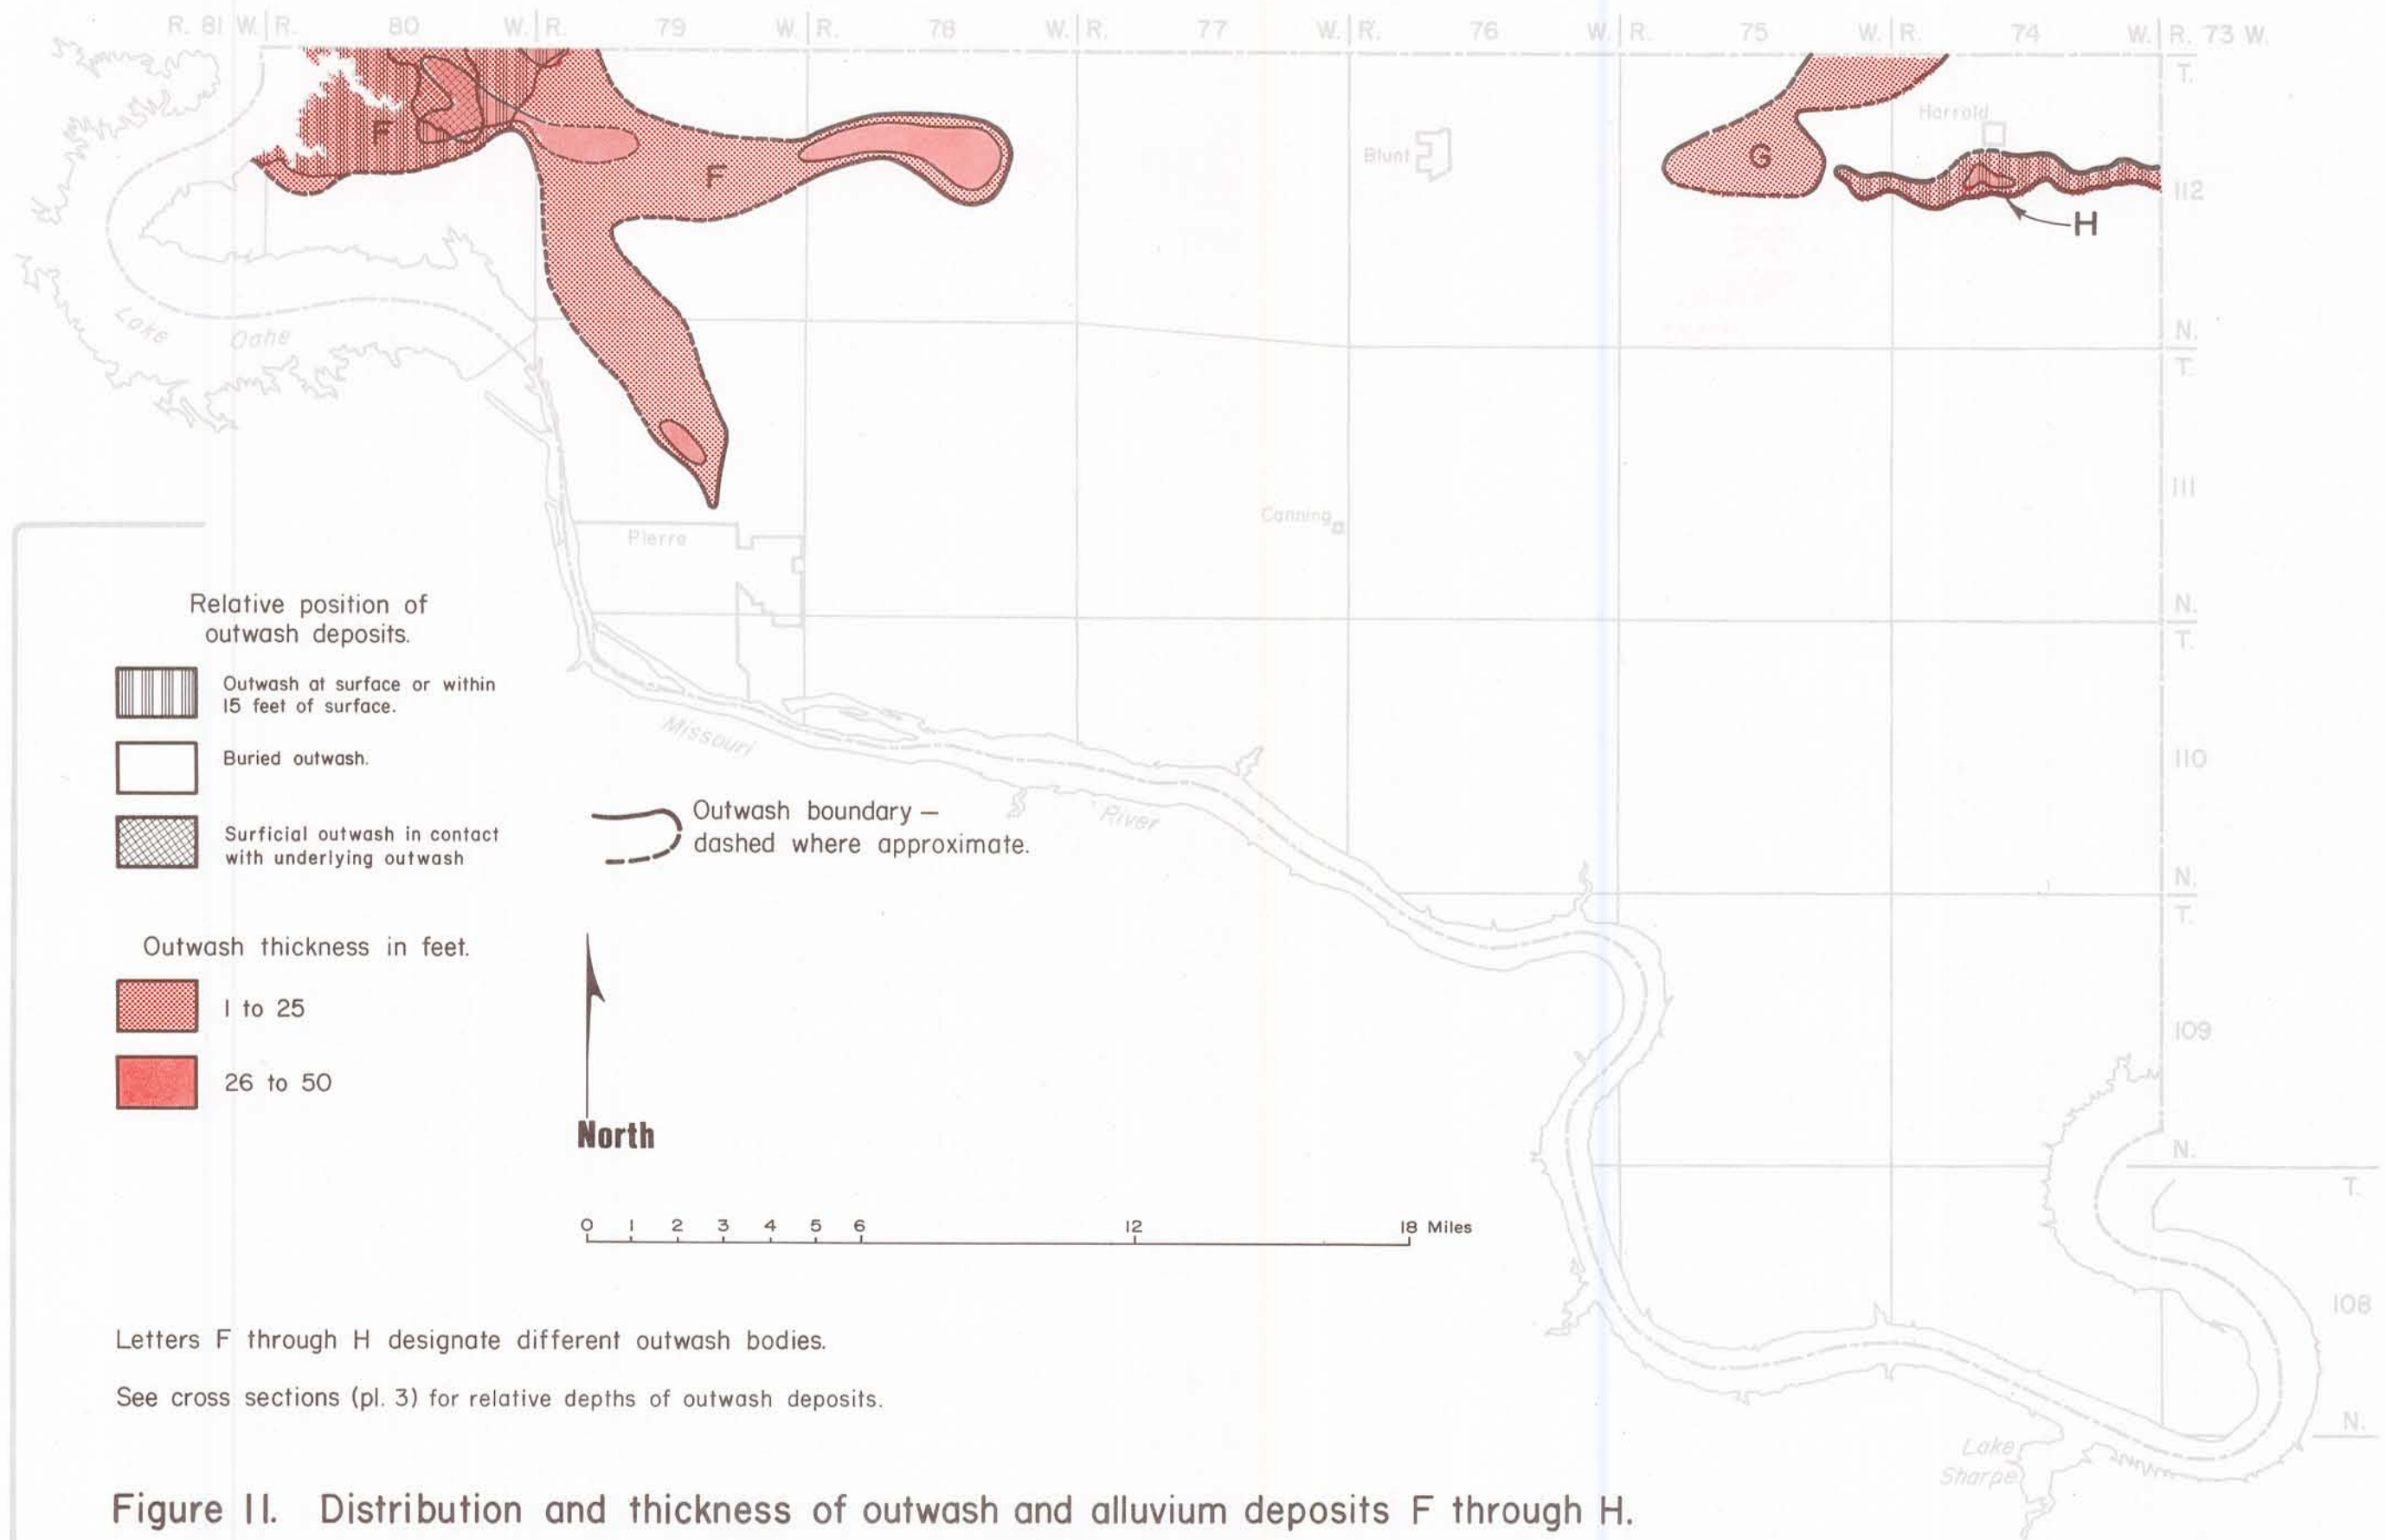 R. 81 W. R. 80 W. R. 79 W. R. 78 W. R. 77 W. R. 76 W. R. 75 W. R. 74 W. R. 73 W.
T.
Harrold
F
Blunt
G
F
112
H
Lake Oahe
N.
T.
111
Canning
Pierre
N.
T.
Missouri River
110
N.
T.
109
N.
T.
108
N.
Lake
Sharpe
Relative position of
outwash deposits.
Outwash at surface or within
15 feet of surface.
Buried outwash.
Surficial outwash in contact
with underlying outwash
Outwash boundary –
dashed where approximate.
Outwash thickness in feet.
1 to 25
26 to 50
North
0 1 2 3 4 5 6 12 18 Miles
Letters F through H designate different outwash bodies.
See cross sections (pl. 3) for relative depths of outwash deposits.
Figure 11. Distribution and thickness of outwash and alluvium deposits F through H.